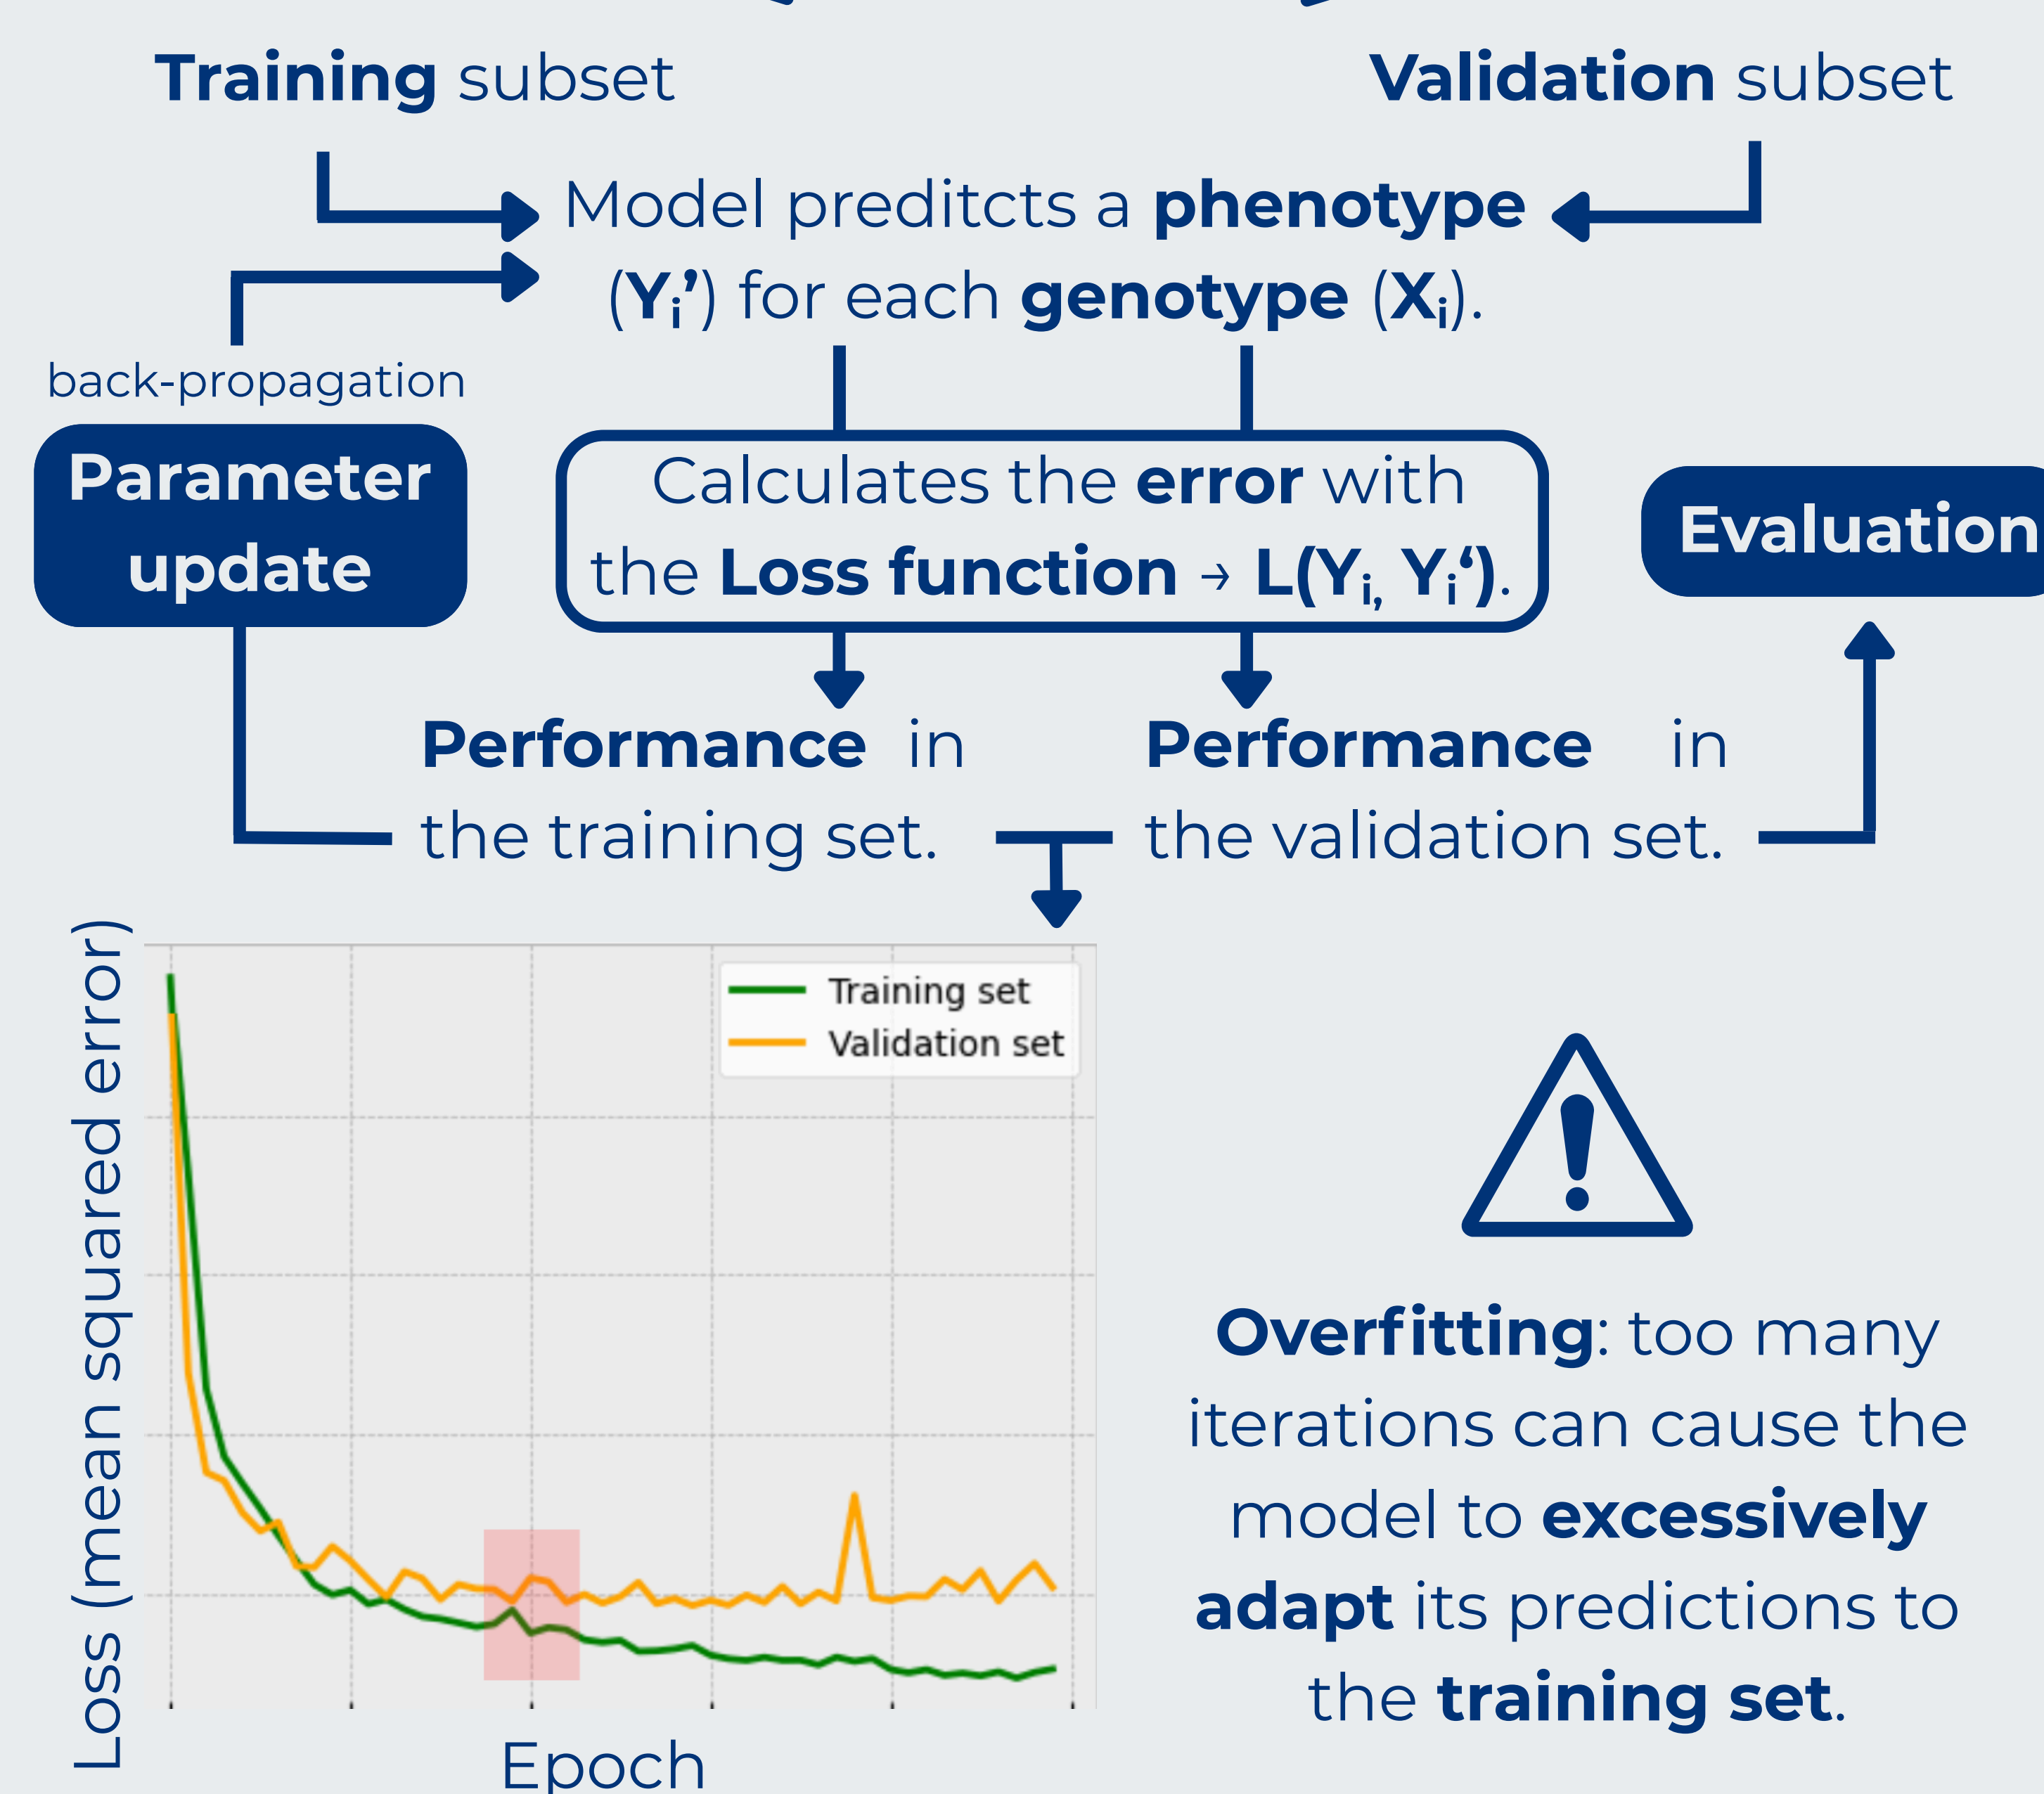 Training subset
Validation subset
Model preditcts a phenotype
(Yᵢ’) for each genotype (Xᵢ).
back-propagation
Parameter
update
Calculates the error with
the Loss function → L(Yᵢ, Yᵢ‘).
Evaluation
Performance in
the training set.
Performance in
the validation set.
Loss (mean squared error)
Training set
Validation set
Epoch
Overfitting: too many
iterations can cause the
model to excessively
adapt its predictions to
the training set.